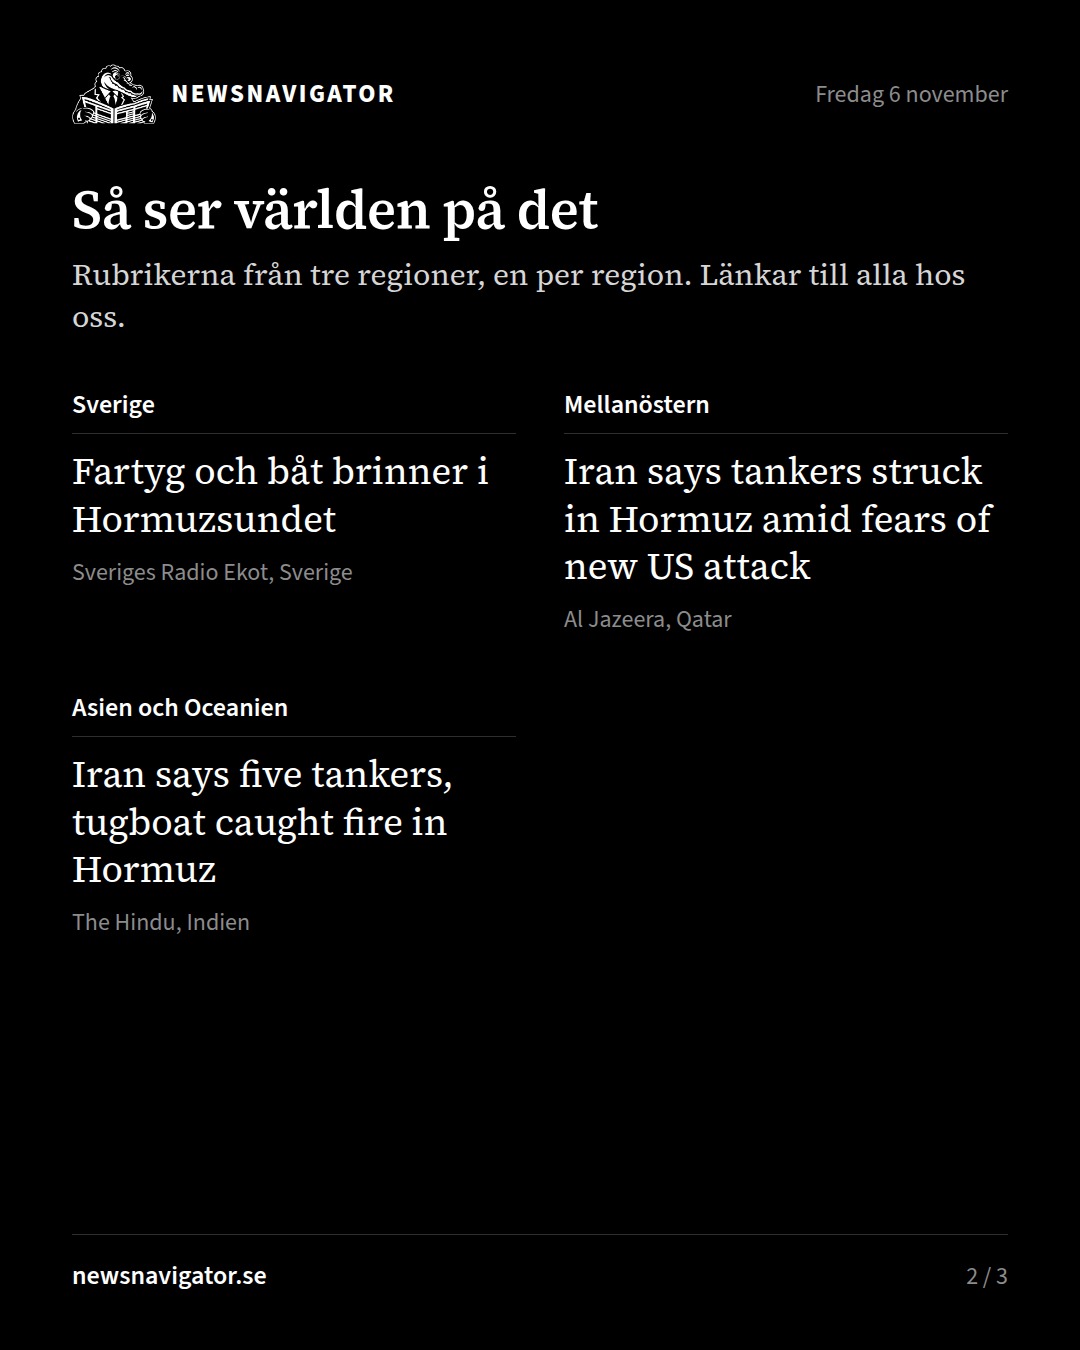 NEWSNAVIGATOR
Fredag 6 november
Så ser världen på det
Rubrikerna från tre regioner, en per region. Länkar till alla hos
oss.
Sverige
Fartyg och båt brinner i
Hormuzsundet
Sveriges Radio Ekot, Sverige
Mellanöstern
Iran says tankers struck
in Hormuz amid fears of
new US attack
Al Jazeera, Qatar
Asien och Oceanien
Iran says five tankers,
tugboat caught fire in
Hormuz
The Hindu, Indien
newsnavigator.se
2 / 3